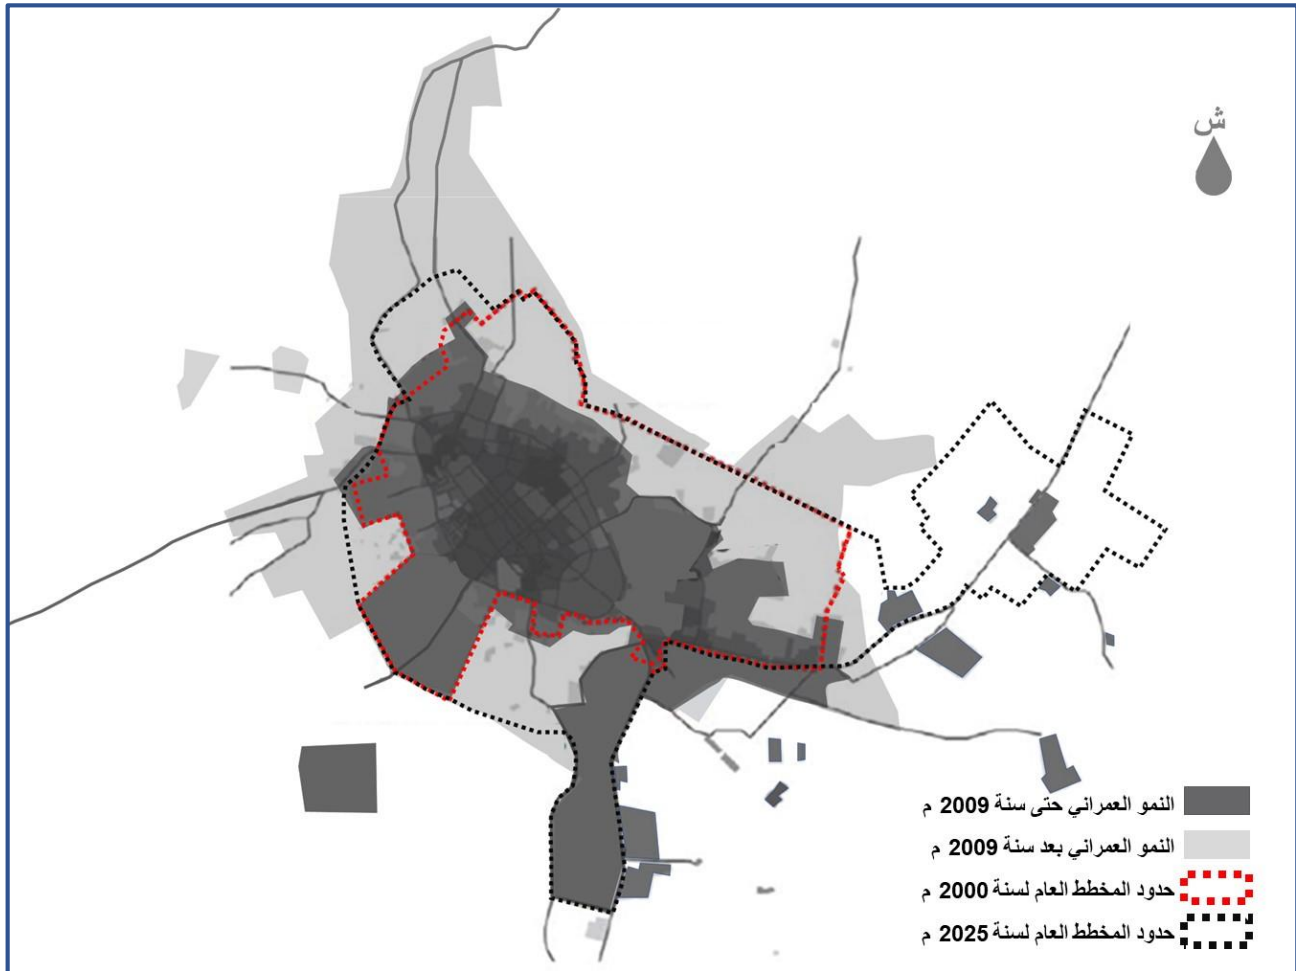 ش
النمو العمراني حتى سنة 2009 م
النمو العمراني بعد سنة 2009 م
حدود المخطط العام لسنة 2000 م
حدود المخطط العام لسنة 2025 م